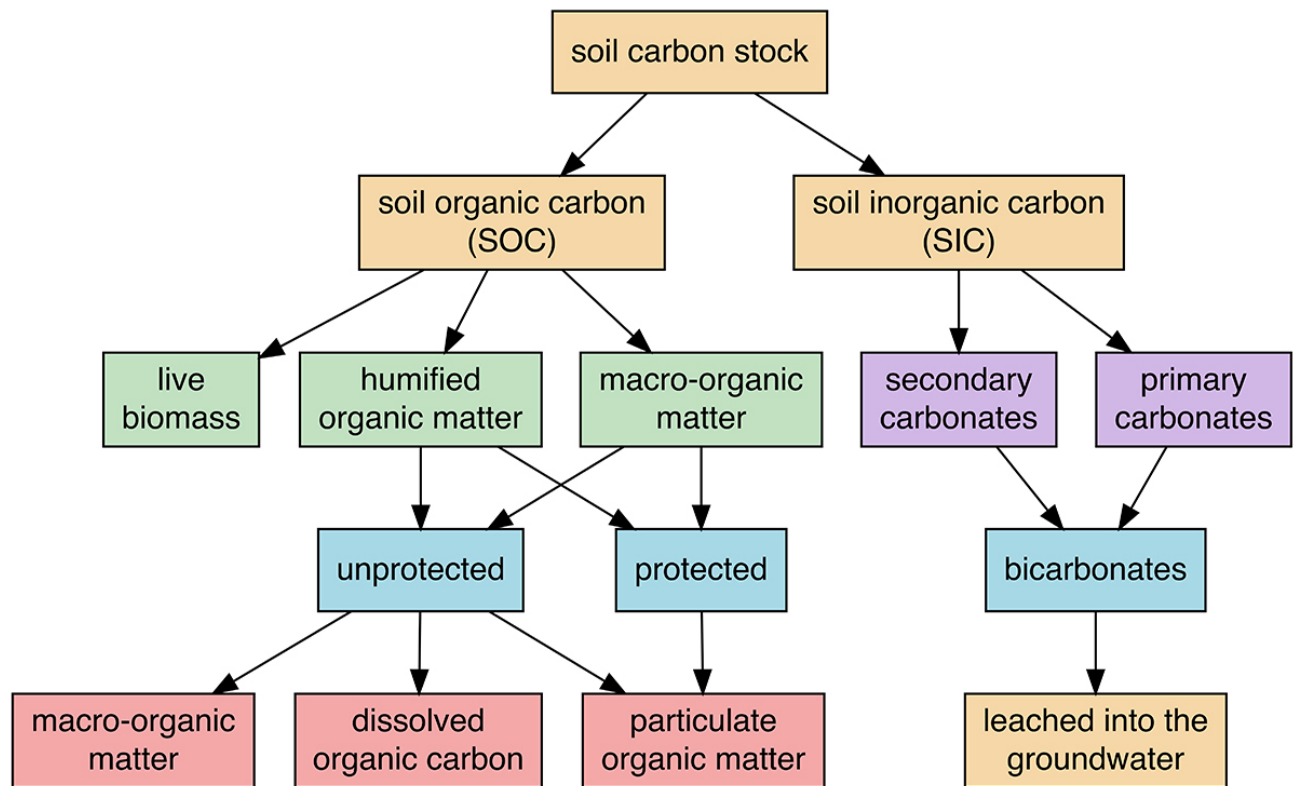 soil carbon stock
soil organic carbon
(SOC)
soil inorganic carbon
(SIC)
live
biomass
humified
organic matter
macro-organic
matter
secondary
carbonates
primary
carbonates
unprotected
protected
bicarbonates
macro-organic
matter
dissolved
organic carbon
particulate
organic matter
leached into the
groundwater